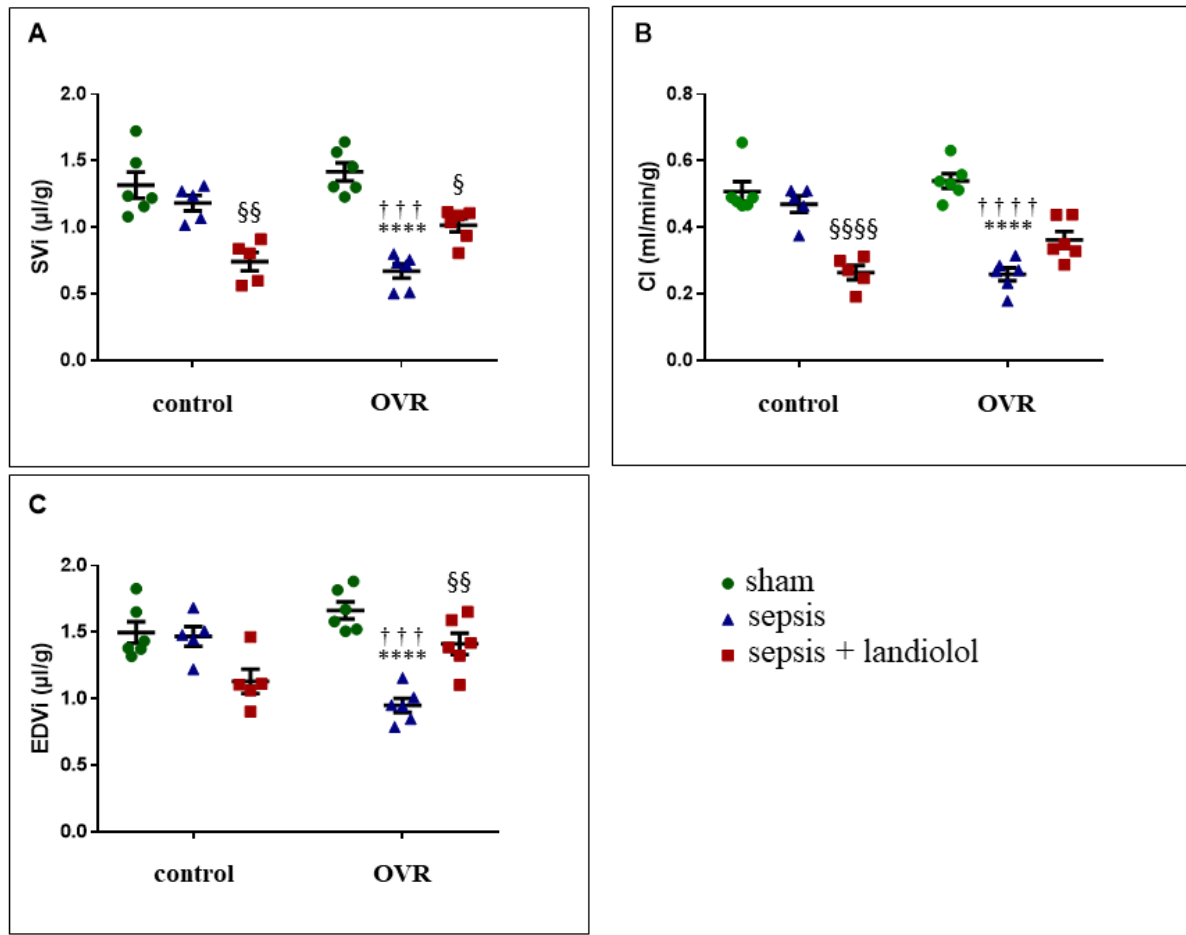 A
SVi (µl/g)
2.0
1.5
1.0
0.5
0.0
§§
†††
****
§
control
OVR
B
CI (ml/min/g)
0.8
0.6
0.4
0.2
0.0
§§§§
††††
****
control
OVR
C
EDVi (µl/g)
2.0
1.5
1.0
0.5
0.0
†††
****
§§
control
OVR
sham
sepsis
sepsis + landiolol